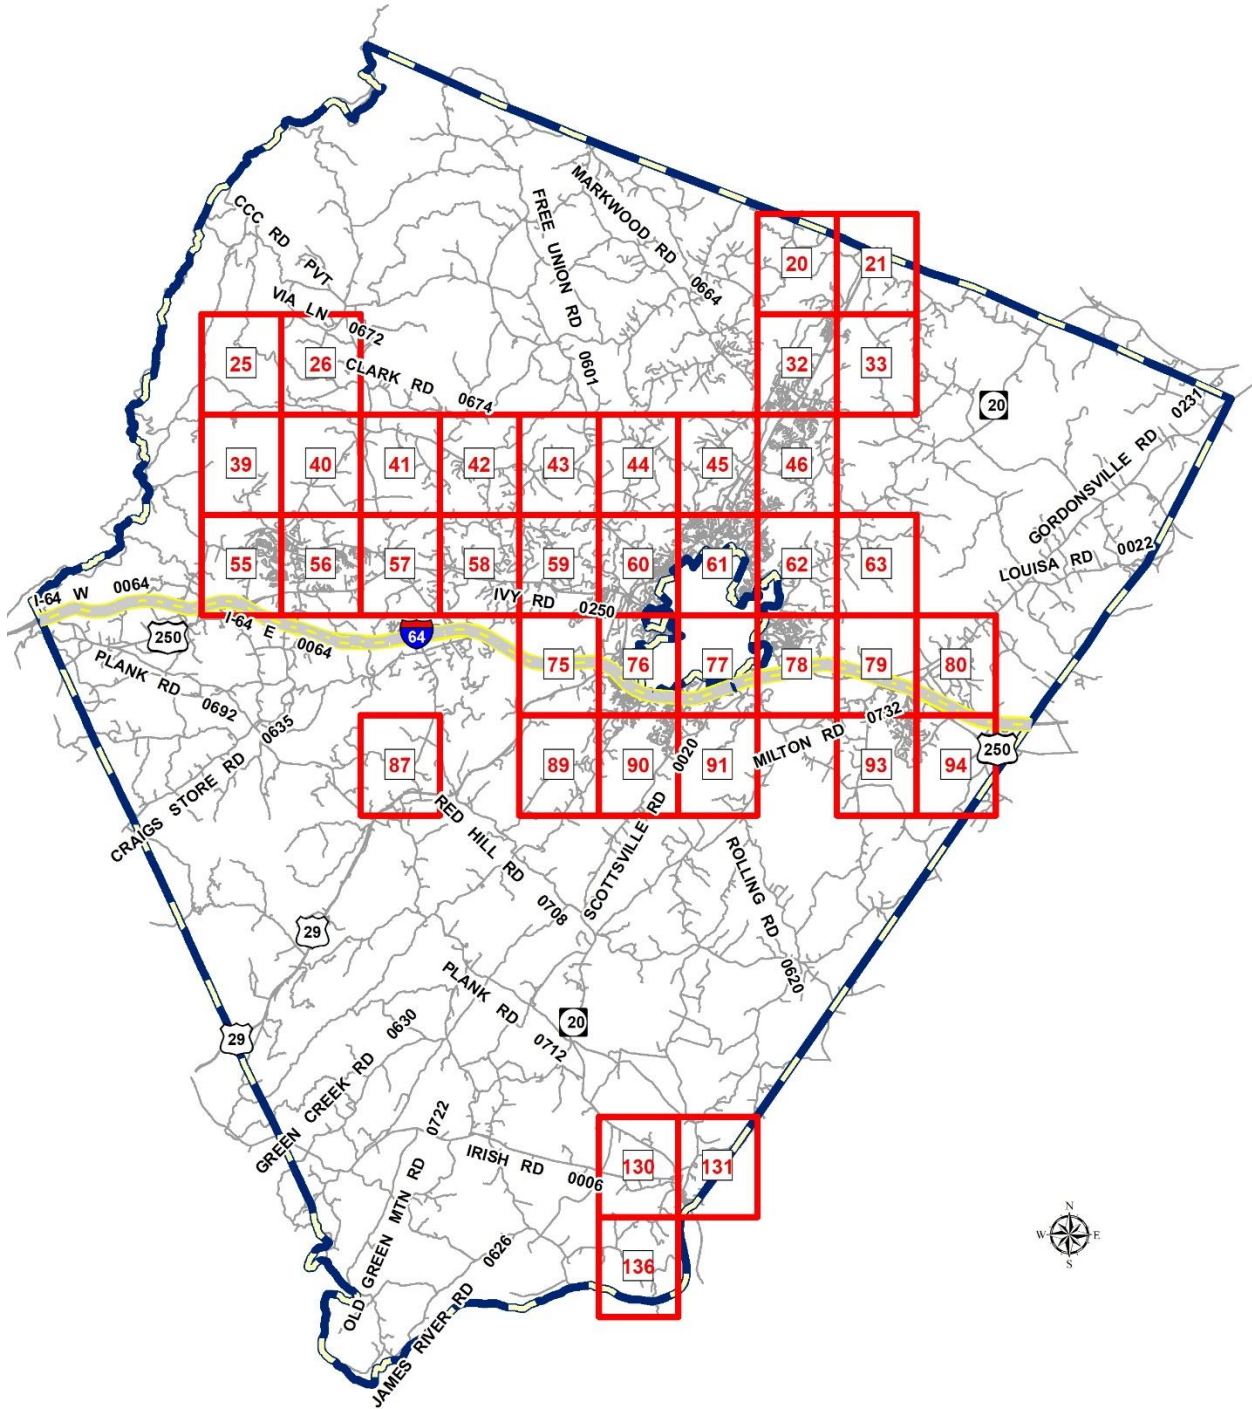 MARKWOOD RD 0664
FREE UNION RD 0601
CCC RD PVT
20
21
VIA LN 0672
25
26
32
33
CLARK RD 0674
20
0231
GORDONSVILLE RD
39
40
41
42
43
44
45
46
LOUISA RD 0022
55
56
57
58
59
60
61
62
63
I-64 W 0064
IVY RD 0250
I-64 E 0064
250
64
75
76
77
78
79
80
PLANK RD 0692
CRAIGS STORE RD 0635
MILTON RD 0732
250
87
89
90
91
93
94
SCOTTSVILLE RD 0020
RED HILL RD 0708
ROLLING RD 0620
29
PLANK RD 0712
20
29
GREEN CREEK RD 0630
OLD GREEN MTN RD 0722
IRISH RD 0006
130
131
136
JAMES RIVER RD 0626
N
W
E
S